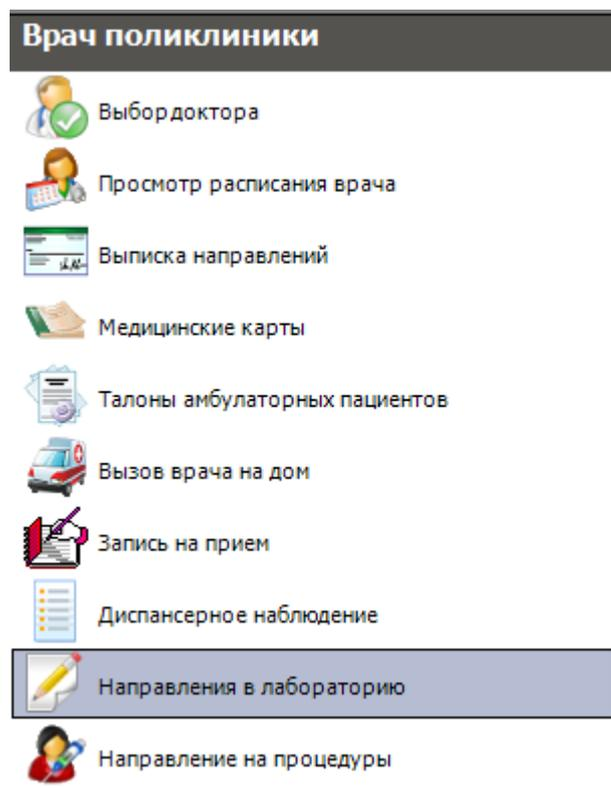 Врач поликлиники
Выбор доктора
Просмотр расписания врача
Выписка направлений
Медицинские карты
Талоны амбулаторных пациентов
Вызов врача на дом
Запись на прием
Диспансерное наблюдение
Направления в лабораторию
Направление на процедуры